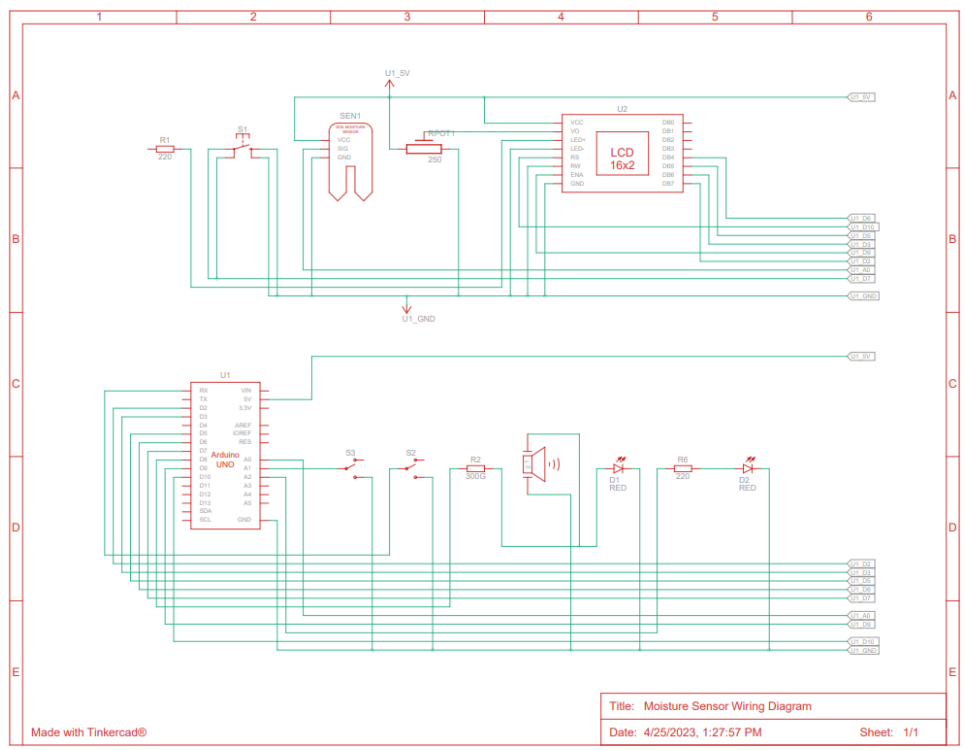 1 2 3 4 5 6
A A
U1_5V
U1_5V
U2
SEN1
SOIL MOISTURE
SENSOR
VCC
SIG
GND
RPOT1
250
S1
R1
220
VCC DB0
VO DB1
LED+ DB2
LED- DB3
RS DB4
RW DB5
ENA DB6
GND DB7
LCD
16x2
B B
U1_D6
U1_D10
U1_D5
U1_D3
U1_D9
U1_D2
U1_A0
U1_D7
U1_GND
U1_GND
C C
U1_5V
U1
RX VIN
TX 5V
D2 3.3V
D3
D4 AREF
D5 IOREF
D6 RES
D7
D8 A0
D9 A1
D10 A2
D11 A3
D12 A4
D13 A5
SDA
SCL GND
Arduino
UNO
S3
S2
R2
300G
D1
RED
R6
220
D2
RED
D D
U1_D2
U1_D3
U1_D5
U1_D6
U1_D7
U1_A0
U1_D9
U1_D10
U1_GND
E E
Title: Moisture Sensor Wiring Diagram
Made with Tinkercad®
Date: 4/25/2023, 1:27:57 PM Sheet: 1/1